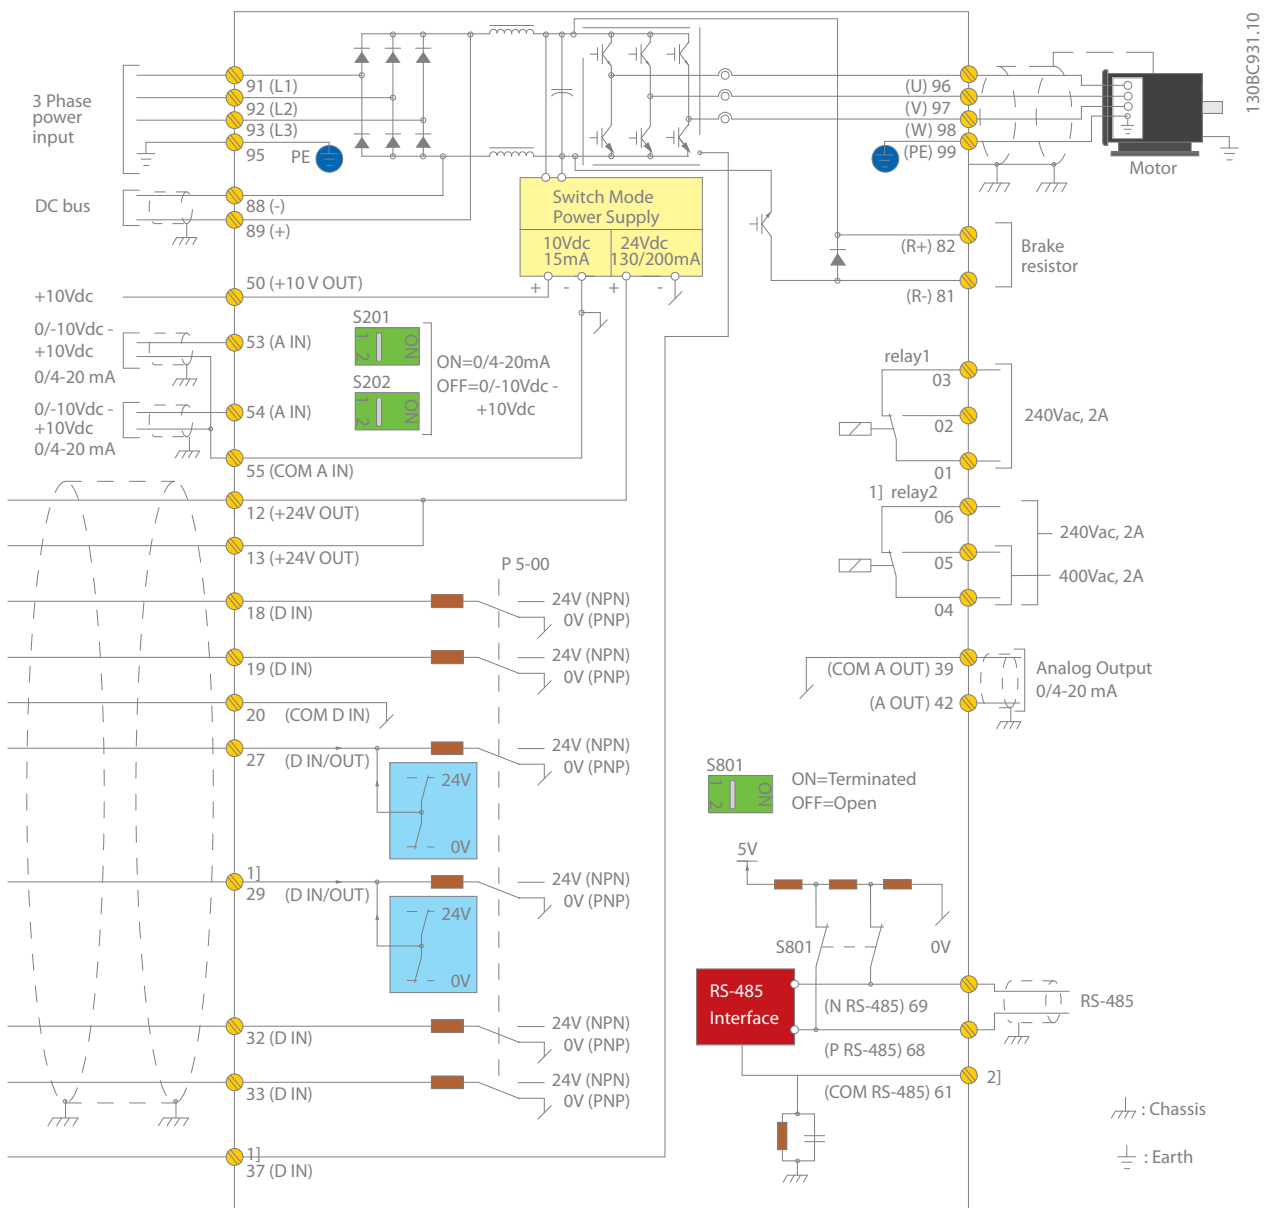 130BC931.10
3 Phase
power
input
91 (L1)
92 (L2)
93 (L3)
95
PE
DC bus
88 (-)
89 (+)
Switch Mode
Power Supply
10Vdc
15mA
24Vdc
130/200mA
+
-
+
-
(U) 96
(V) 97
(W) 98
(PE) 99
Motor
(R+) 82
Brake
resistor
(R-) 81
+10Vdc
50 (+10 V OUT)
0/-10Vdc -
+10Vdc
0/4-20 mA
53 (A IN)
S201
1
2
ON
ON=0/4-20mA
OFF=0/-10Vdc -
+10Vdc
S202
1
2
ON
0/-10Vdc -
+10Vdc
0/4-20 mA
54 (A IN)
55 (COM A IN)
12 (+24V OUT)
13 (+24V OUT)
relay1
03
02
01
240Vac, 2A
1] relay2
06
05
04
240Vac, 2A
400Vac, 2A
P 5-00
18 (D IN)
24V (NPN)
0V (PNP)
19 (D IN)
24V (NPN)
0V (PNP)
20 (COM D IN)
27 (D IN/OUT)
24V (NPN)
0V (PNP)
24V
0V
1]
29 (D IN/OUT)
24V (NPN)
0V (PNP)
24V
0V
32 (D IN)
24V (NPN)
0V (PNP)
33 (D IN)
24V (NPN)
0V (PNP)
1]
37 (D IN)
(COM A OUT) 39
(A OUT) 42
Analog Output
0/4-20 mA
S801
1
2
ON
ON=Terminated
OFF=Open
5V
S801
0V
RS-485
Interface
(N RS-485) 69
RS-485
(P RS-485) 68
(COM RS-485) 61
2]
: Chassis
: Earth